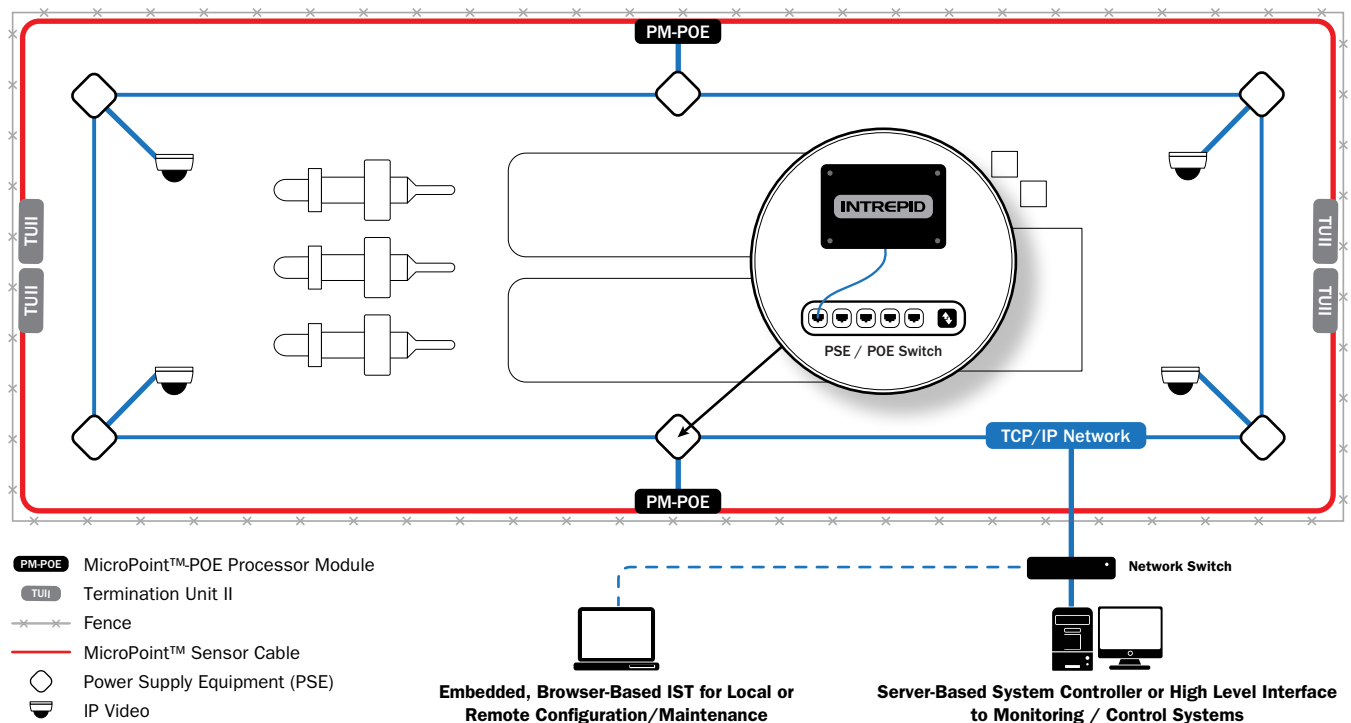 PM-POE
INTREPID
TUII
TUII
TUII
TUII
PSE / POE Switch
TCP/IP Network
PM-POE
PM-POE MicroPoint™-POE Processor Module
TUII Termination Unit II
Fence
MicroPoint™ Sensor Cable
Power Supply Equipment (PSE)
IP Video
Network Switch
Embedded, Browser-Based IST for Local or
Remote Configuration/Maintenance
Server-Based System Controller or High Level Interface
to Monitoring / Control Systems